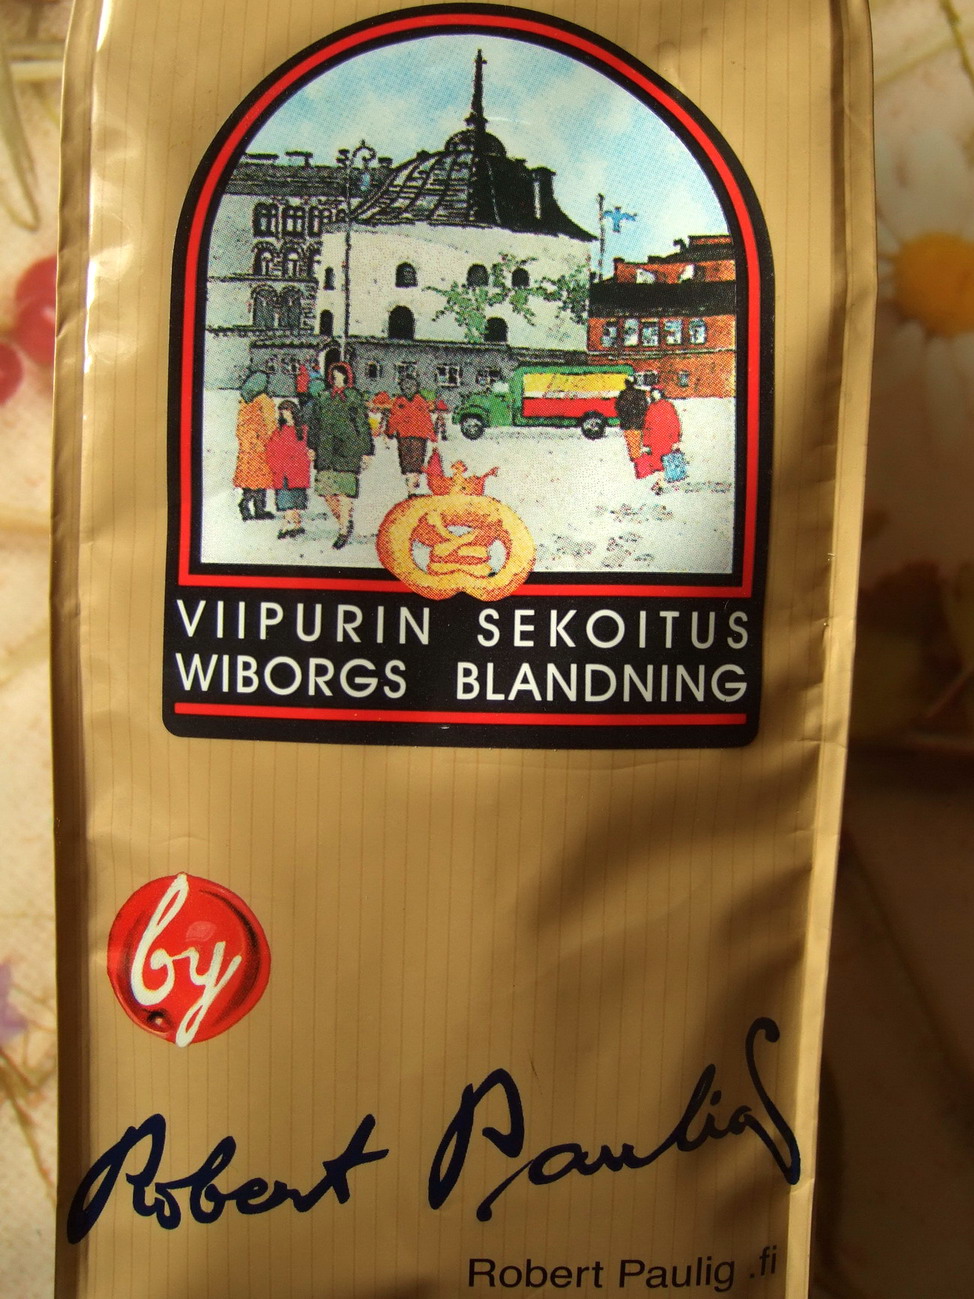 VIIPURIN SEKOITUS
WIBORGS BLANDNING
by
Robert Paulig
Robert Paulig .fi